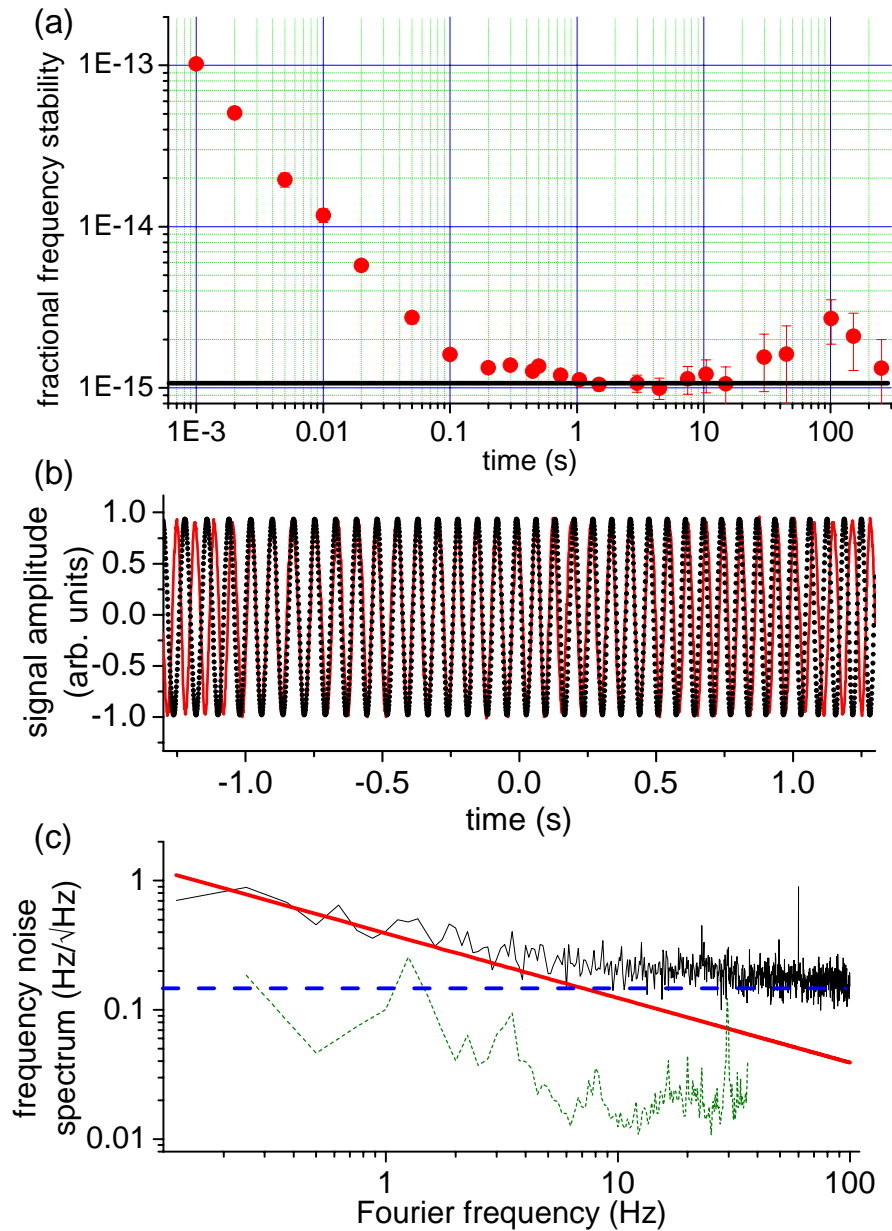 (a)
fractional frequency stability
1E-13
1E-14
1E-15
1E-3 0.01 0.1 1 10 100
time (s)
(b)
signal amplitude
(arb. units)
1.0
0.5
0.0
-0.5
-1.0
-1.0 -0.5 0.0 0.5 1.0
time (s)
(c)
frequency noise
spectrum (Hz/√Hz)
1
0.1
0.01
1 10 100
Fourier frequency (Hz)